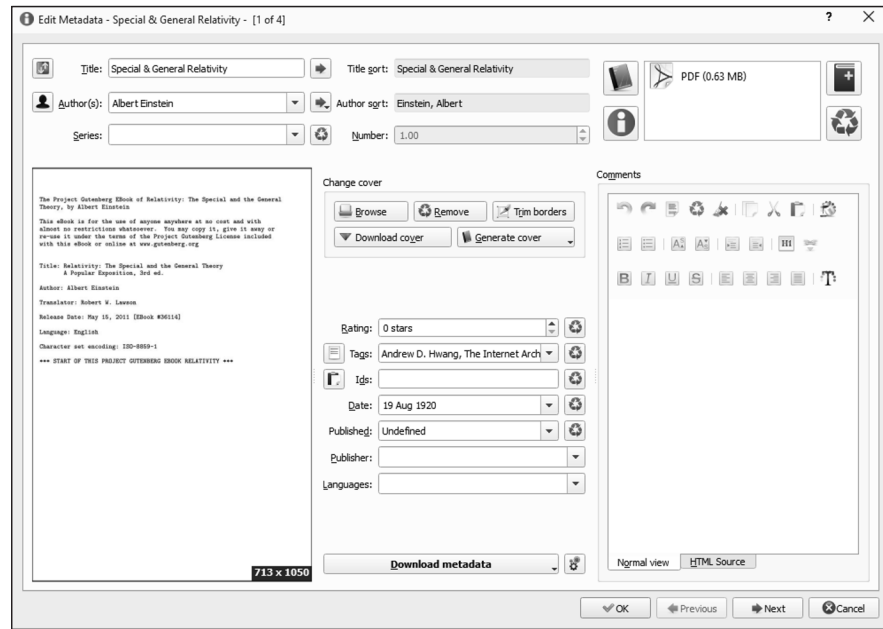 Edit Metadata - Special & General Relativity - [1 of 4]
?
Title: Special & General Relativity
Title sort: Special & General Relativity
PDF (0.63 MB)
Author(s): Albert Einstein
Author sort: Einstein, Albert
Series:
Number: 1.00
The Project Gutenberg EBook of Relativity: The Special and the General
Theory, by Albert Einstein
This eBook is for the use of anyone anywhere at no cost and with
almost no restrictions whatsoever. You may copy it, give it away or
re-use it under the terms of the Project Gutenberg License included
with this eBook or online at www.gutenberg.org
Title: Relativity: The Special and the General Theory
A Popular Exposition, 3rd ed.
Author: Albert Einstein
Translator: Robert W. Lawson
Release Date: May 15, 2011 [EBook #36114]
Language: English
Character set encoding: ISO-8859-1
*** START OF THIS PROJECT GUTENBERG EBOOK RELATIVITY ***
713 x 1050
Change cover
Browse
Remove
Trim borders
Download cover
Generate cover
Rating: 0 stars
Tags: Andrew D. Hwang, The Internet Arch
Ids:
Date: 19 Aug 1920
Published: Undefined
Publisher:
Languages:
Download metadata
Comments
H1
B I U S
T
Normal view
HTML Source
OK
Previous
Next
Cancel